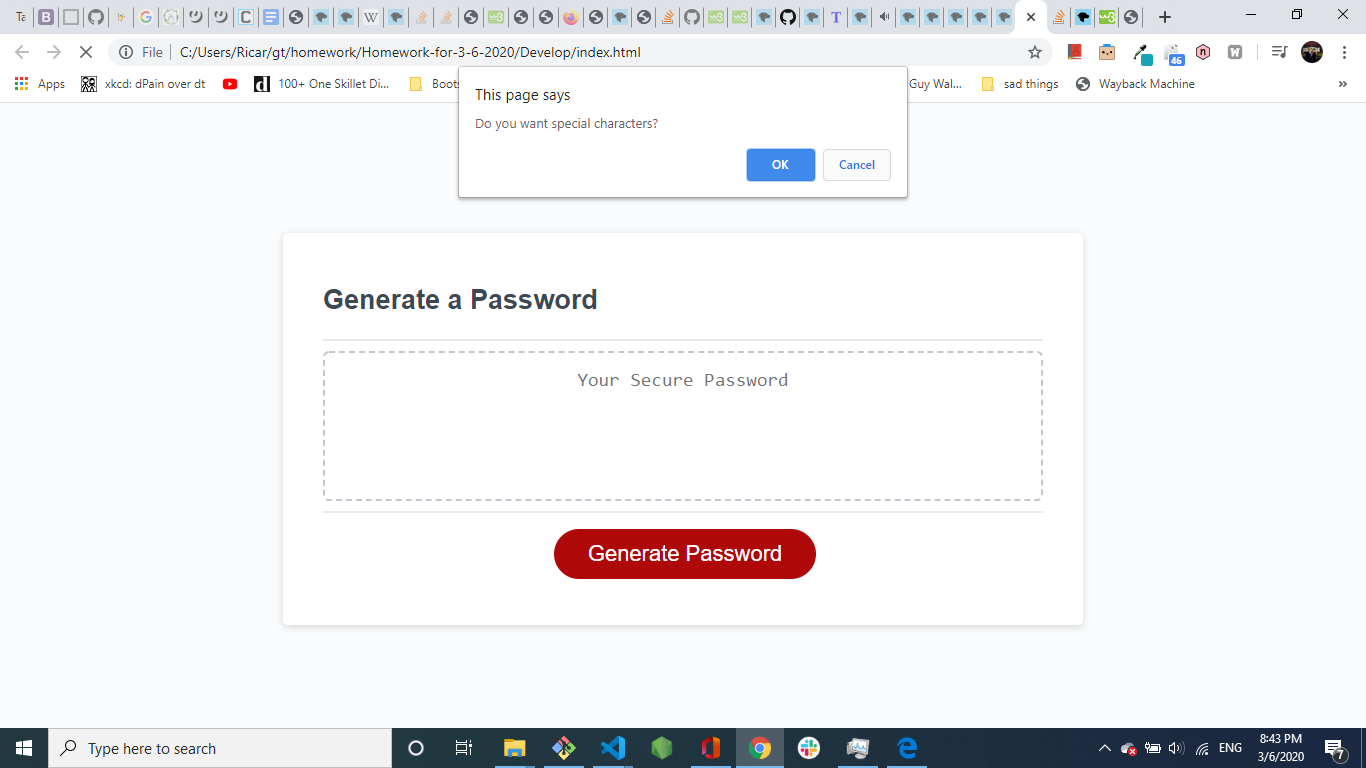 Ta
File
C:/Users/Ricar/gt/homework/Homework-for-3-6-2020/Develop/index.html
46
Apps
xkcd: dPain over dt
100+ One Skillet Di...
Guy Wal...
sad things
Wayback Machine
»
This page says
Do you want special characters?
OK
Cancel
Generate a Password
Your Secure Password
Generate Password
Type here to search
ENG
8:43 PM
3/6/2020
7